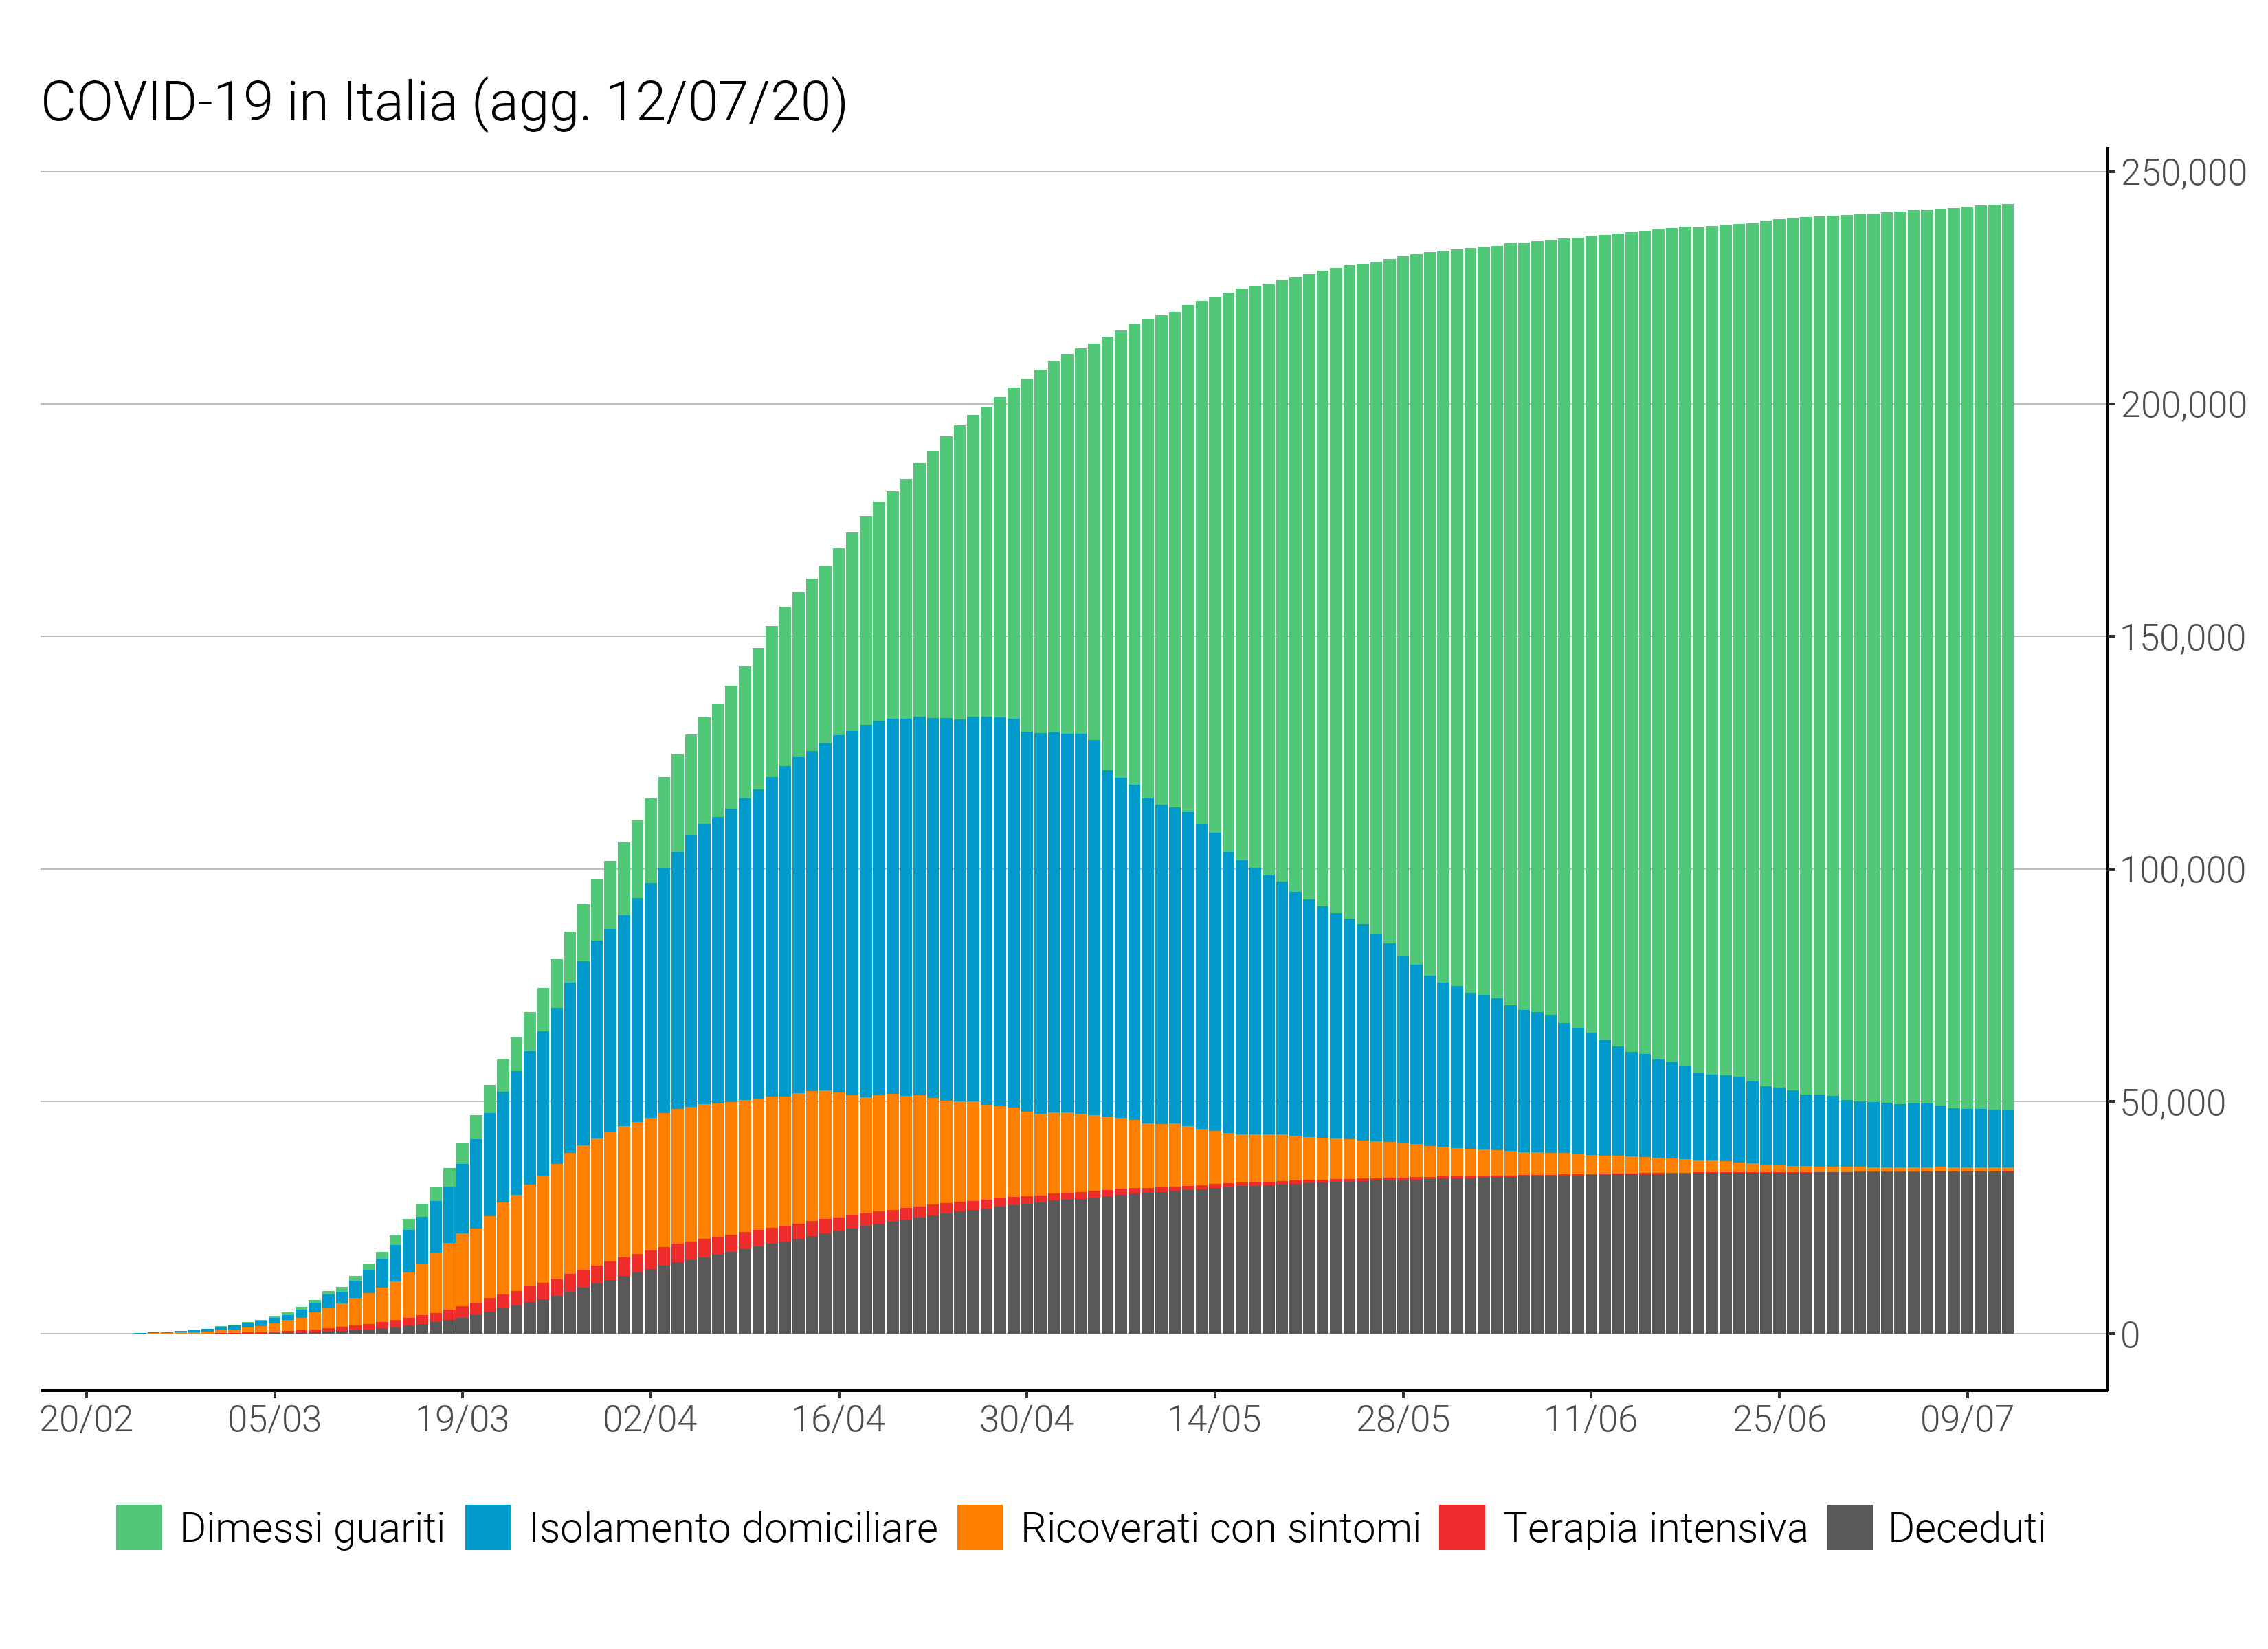 COVID-19 in Italia (agg. 12/07/20)
250,000
200,000
150,000
100,000
50,000
0
20/02 05/03 19/03 02/04 16/04 30/04 14/05 28/05 11/06 25/06 09/07
Dimessi guariti Isolamento domiciliare Ricoverati con sintomi Terapia intensiva Deceduti